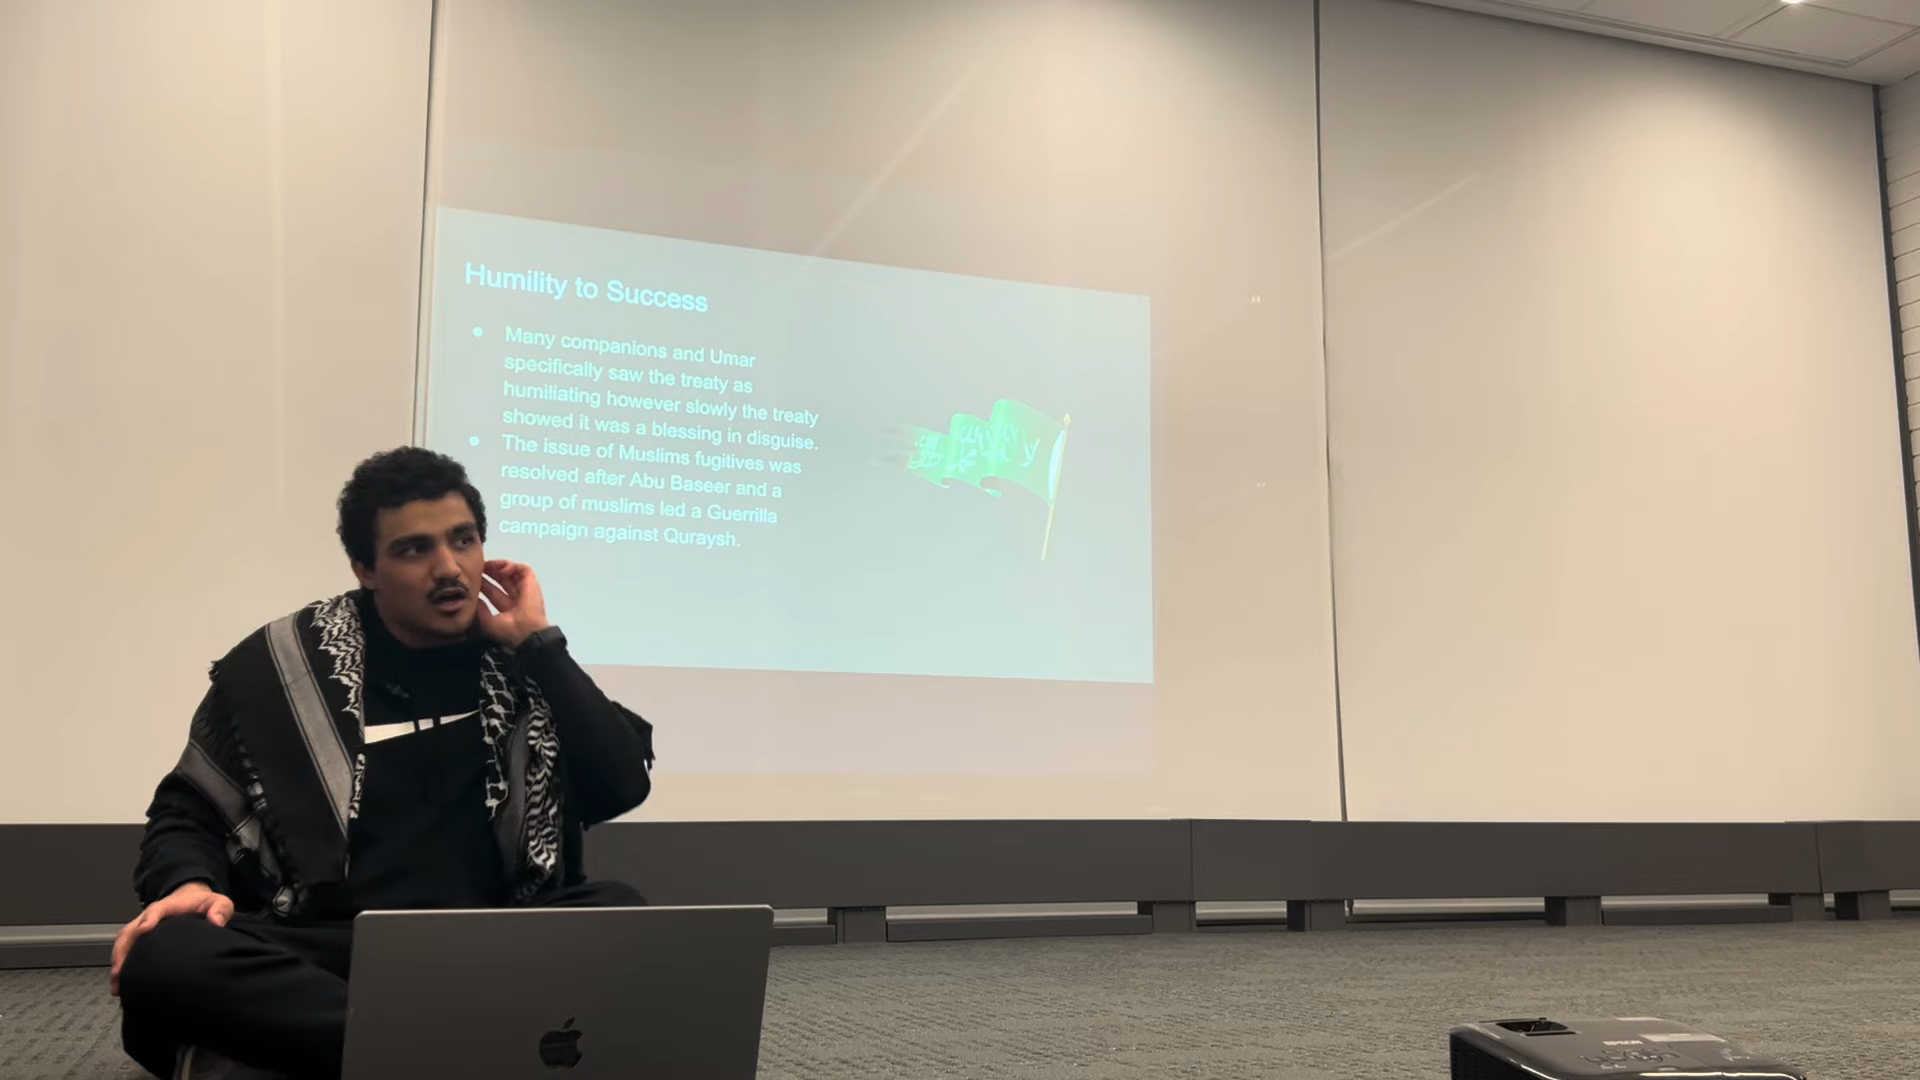 Humility to Success
● Many companions and Umar
specifically saw the treaty as
humiliating however slowly the treaty
showed it was a blessing in disguise.
● The issue of Muslims fugitives was
resolved after Abu Baseer and a
group of muslims led a Guerrilla
campaign against Quraysh.
EPSON